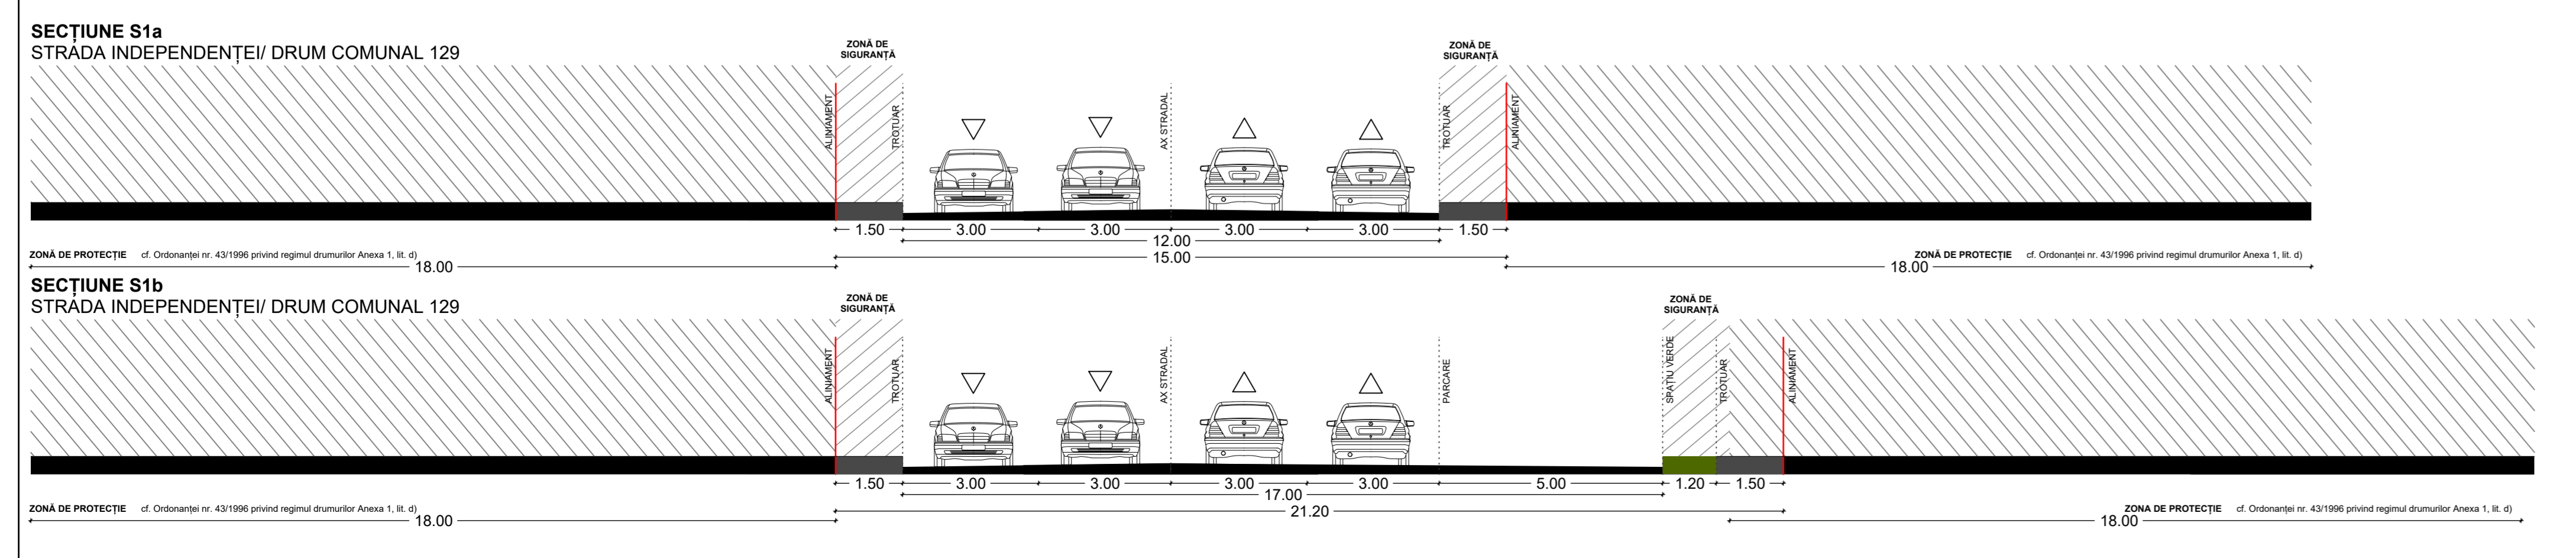 SECȚIUNE S1a
STRADA INDEPENDENȚEI/ DRUM COMUNAL 129
ZONĂ DE
SIGURANȚĂ
ZONĂ DE
SIGURANȚĂ
ALINIAMENT
TROTUAR
AX STRADAL
TROTUAR
ALINIAMENT
1.50 3.00 3.00 3.00 3.00 1.50
12.00
15.00
ZONĂ DE PROTECȚIE cf. Ordonanței nr. 43/1996 privind regimul drumurilor Anexa 1, lit. d)
18.00
ZONĂ DE PROTECȚIE cf. Ordonanței nr. 43/1996 privind regimul drumurilor Anexa 1, lit. d)
18.00
SECȚIUNE S1b
STRADA INDEPENDENȚEI/ DRUM COMUNAL 129
ZONĂ DE
SIGURANȚĂ
ZONĂ DE
SIGURANȚĂ
ALINIAMENT
TROTUAR
AX STRADAL
PARCARE
SPAȚIU VERDE
TROTUAR
ALINIAMENT
1.50 3.00 3.00 3.00 3.00 5.00 1.20 1.50
17.00
21.20
ZONĂ DE PROTECȚIE cf. Ordonanței nr. 43/1996 privind regimul drumurilor Anexa 1, lit. d)
18.00
ZONA DE PROTECȚIE cf. Ordonanței nr. 43/1996 privind regimul drumurilor Anexa 1, lit. d)
18.00